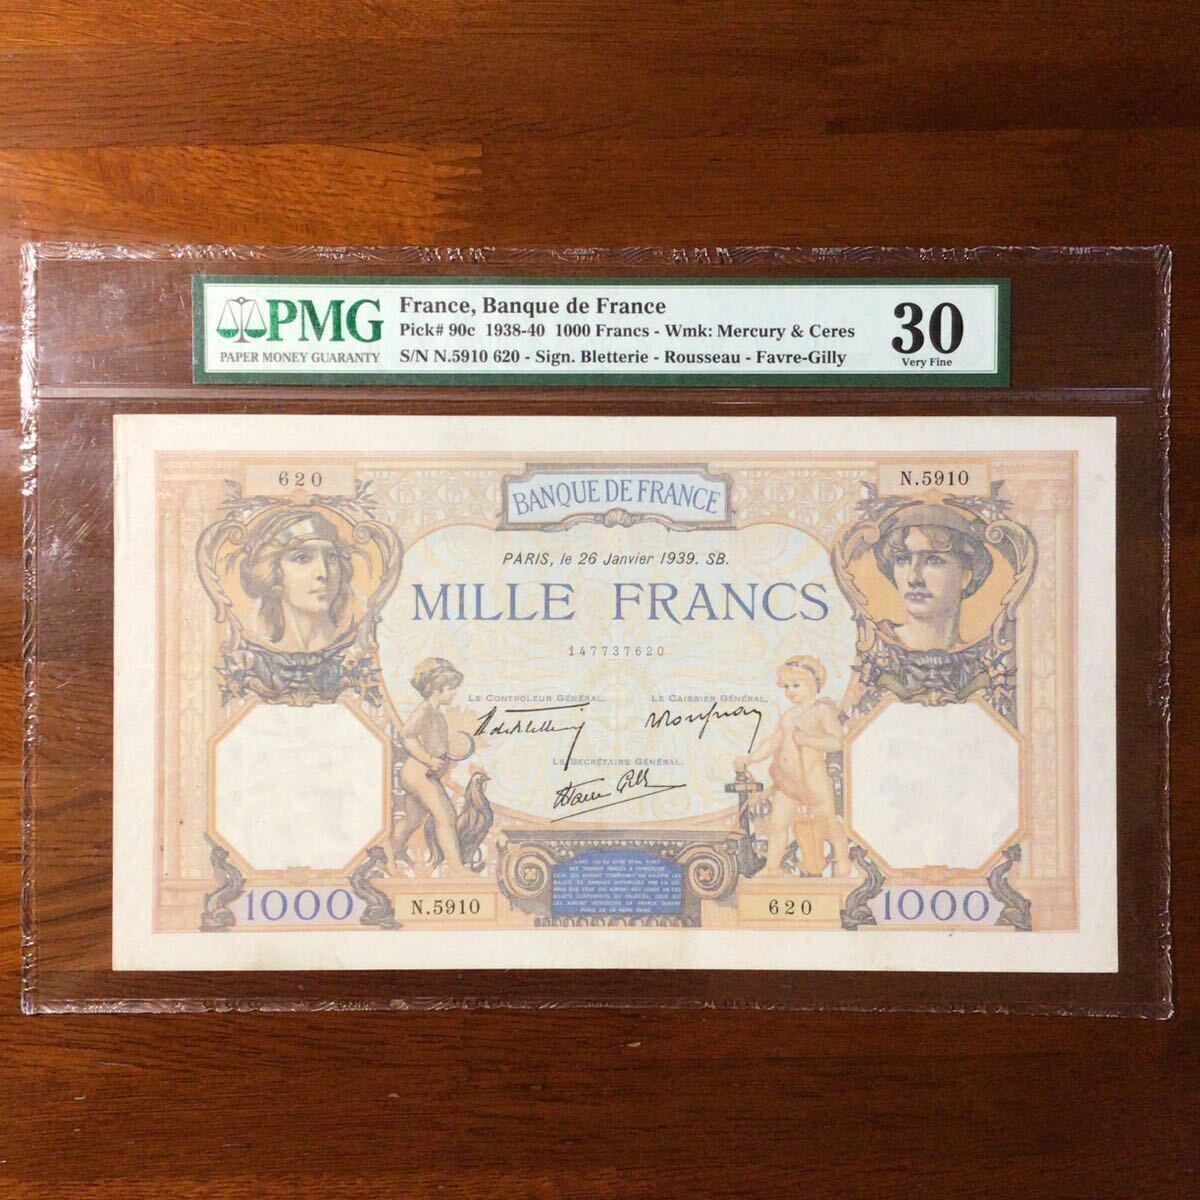 PMG
PAPER MONEY GUARANTY
France, Banque de France
Pick# 90c 1938-40 1000 Francs - Wmk: Mercury & Ceres
S/N N.5910 620 - Sign. Bletterie - Rousseau - Favre-Gilly
30
Very Fine
620
N.5910
BANQUE DE FRANCE
PARIS, le 26 Janvier 1939. SB.
MILLE FRANCS
147737620
LE CONTROLEUR GÉNÉRAL.
LE CAISSIER GÉNÉRAL.
LE SECRÉTAIRE GÉNÉRAL.
1000
N.5910
620
1000